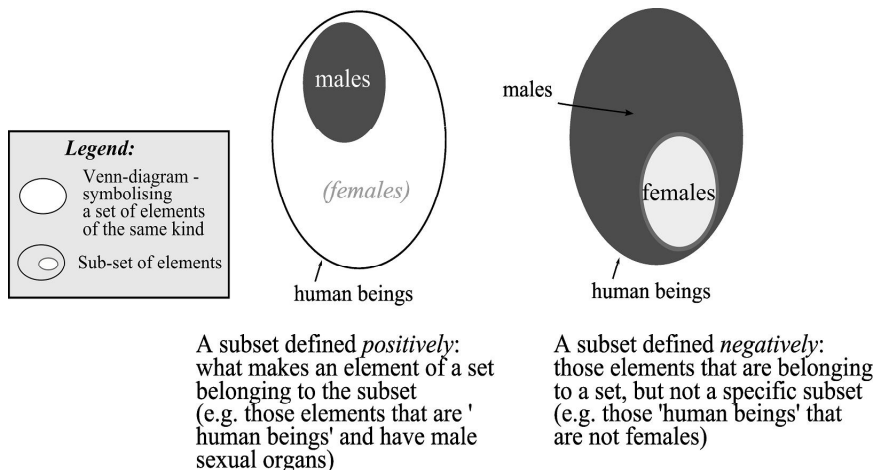 Legend:
Venn-diagram -
symbolising
a set of elements
of the same kind
Sub-set of elements
males
(females)
human beings
males
females
human beings
A subset defined positively:
what makes an element of a set
belonging to the subset
(e.g. those elements that are '
human beings' and have male
sexual organs)
A subset defined negatively:
those elements that are belonging
to a set, but not a specific subset
(e.g. those 'human beings' that
are not females)